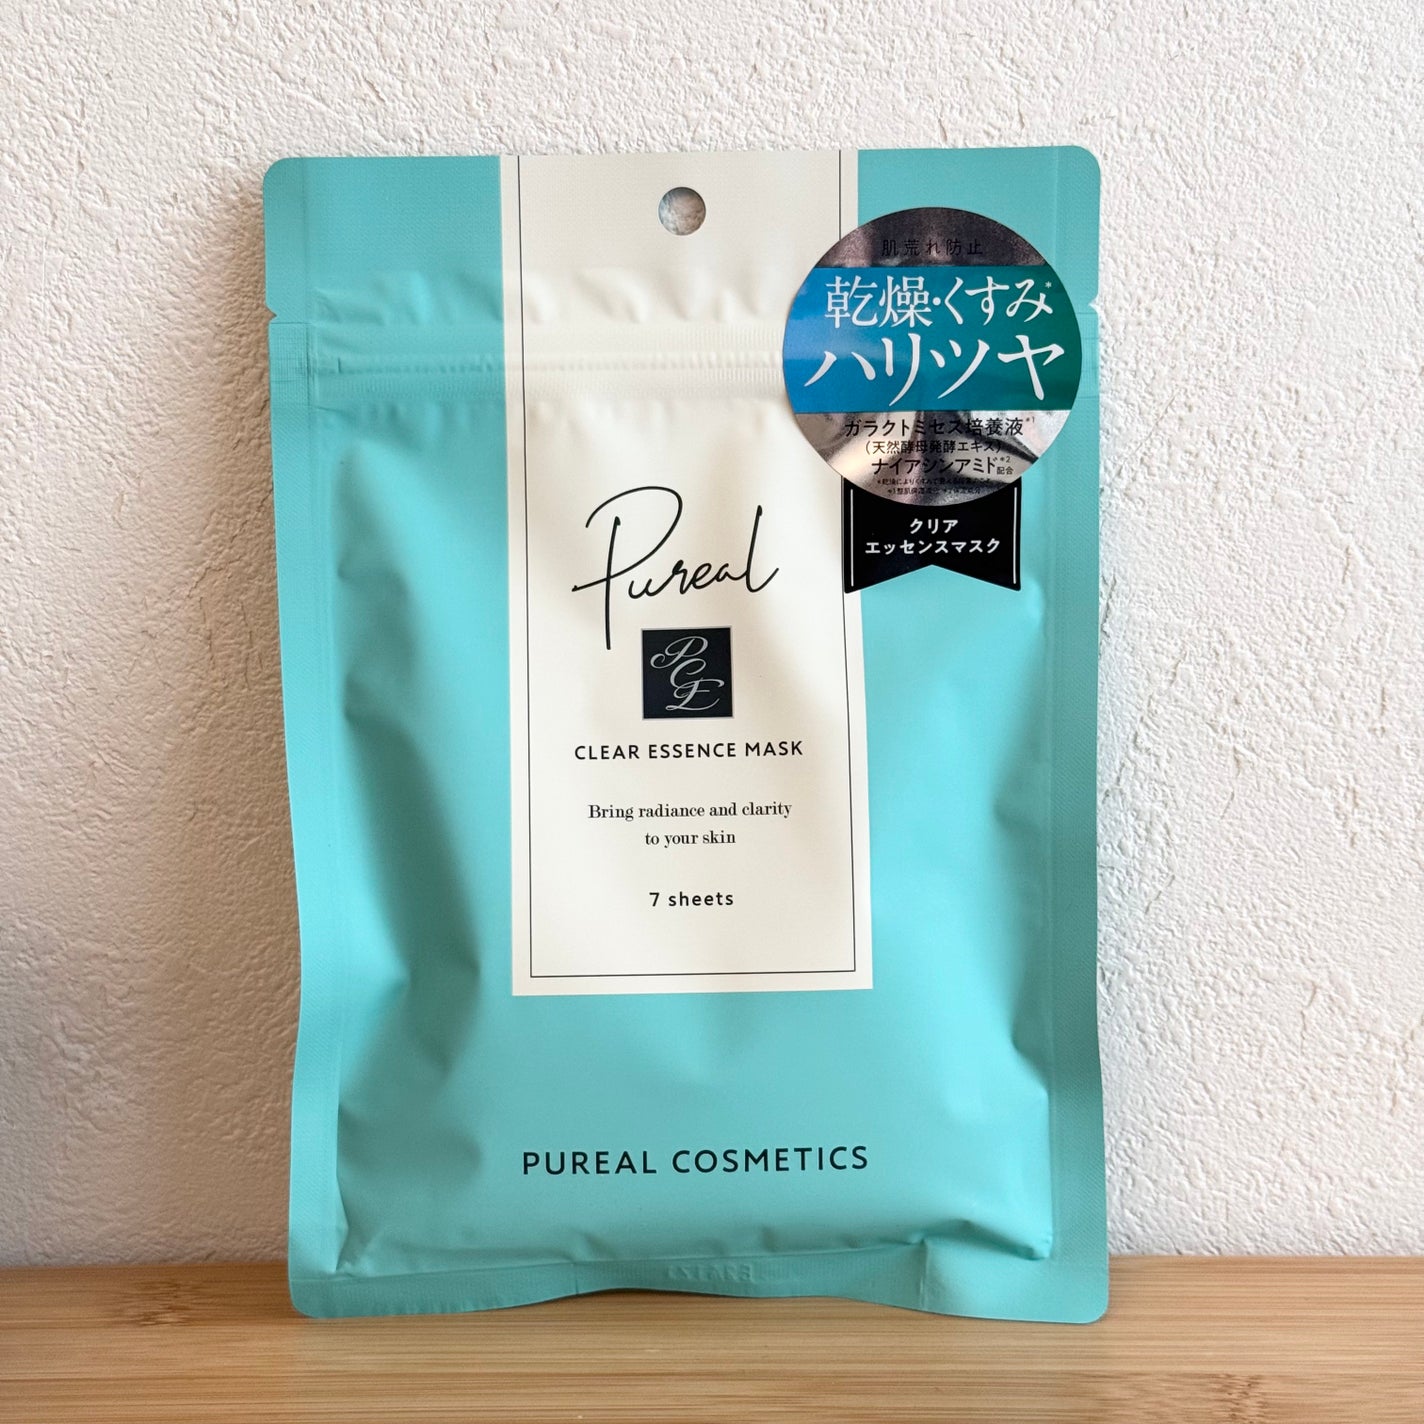 肌荒れ防止
乾燥・くすみ*
ハリツヤ
ガラクトミセス培養液*1
(天然酵母発酵エキス)
ナイアシンアミド*2
配合
クリア
エッセンスマスク
Pureal
PCE
CLEAR ESSENCE MASK
Bring radiance and clarity
to your skin
7 sheets
PUREAL COSMETICS